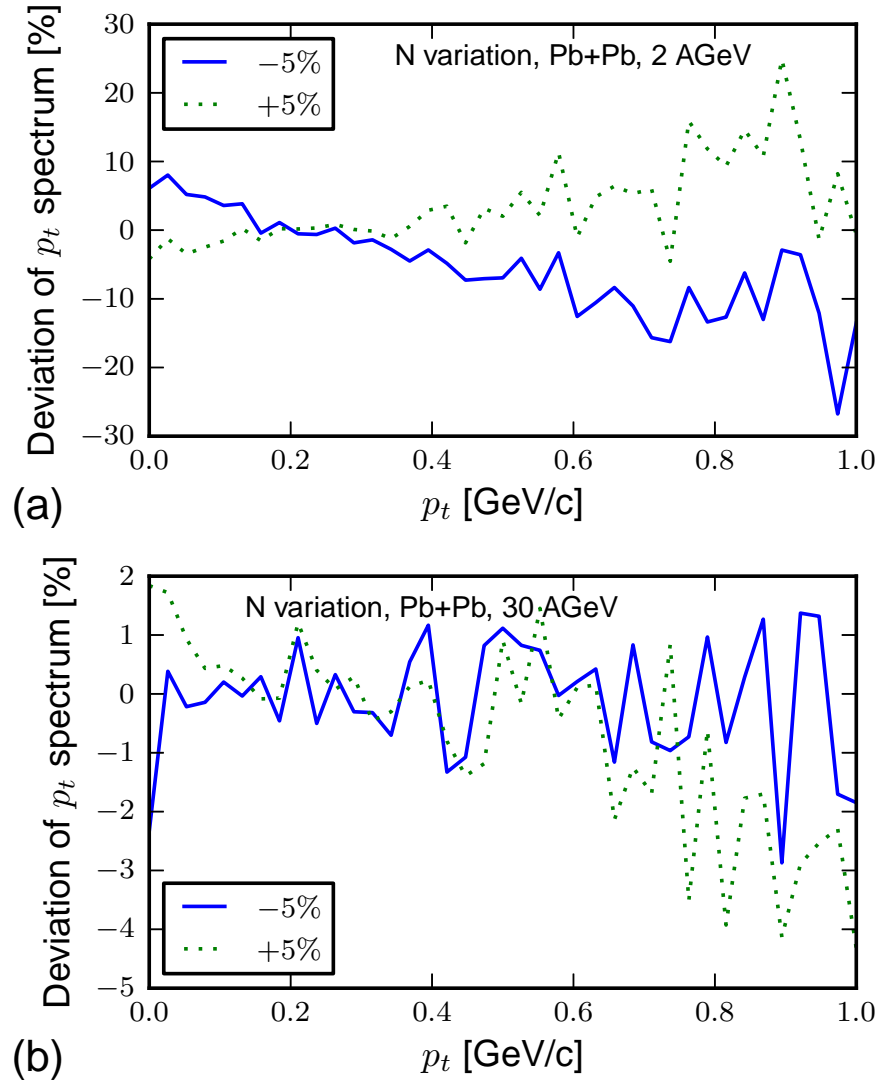 30
20
10
0
−10
−20
−30
Deviation of p_t spectrum [%]
−5%
+5%
N variation, Pb+Pb, 2 AGeV
0.0 0.2 0.4 0.6 0.8 1.0
p_t [GeV/c]
(a)
2
1
0
−1
−2
−3
−4
−5
Deviation of p_t spectrum [%]
N variation, Pb+Pb, 30 AGeV
−5%
+5%
0.0 0.2 0.4 0.6 0.8 1.0
p_t [GeV/c]
(b)